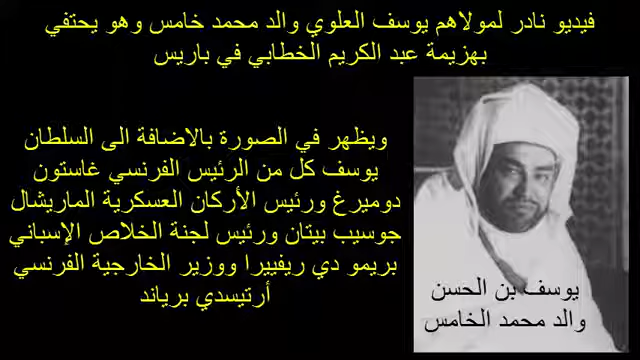 فيديو نادر لمولاهم يوسف العلوي والد محمد خامس وهو يحتفي
بهزيمة عبد الكريم الخطابي في باريس
ويظهر في الصورة بالاضافة الى السلطان
يوسف كل من الرئيس الفرنسي غاستون
دوميرغ ورئيس الأركان العسكرية الماريشال
جوسيب بيتان ورئيس لجنة الخلاص الإسباني
بريمو دي ريفييرا ووزير الخارجية الفرنسي
أرتيسدي برياند
يوسف بن الحسن
والد محمد الخامس